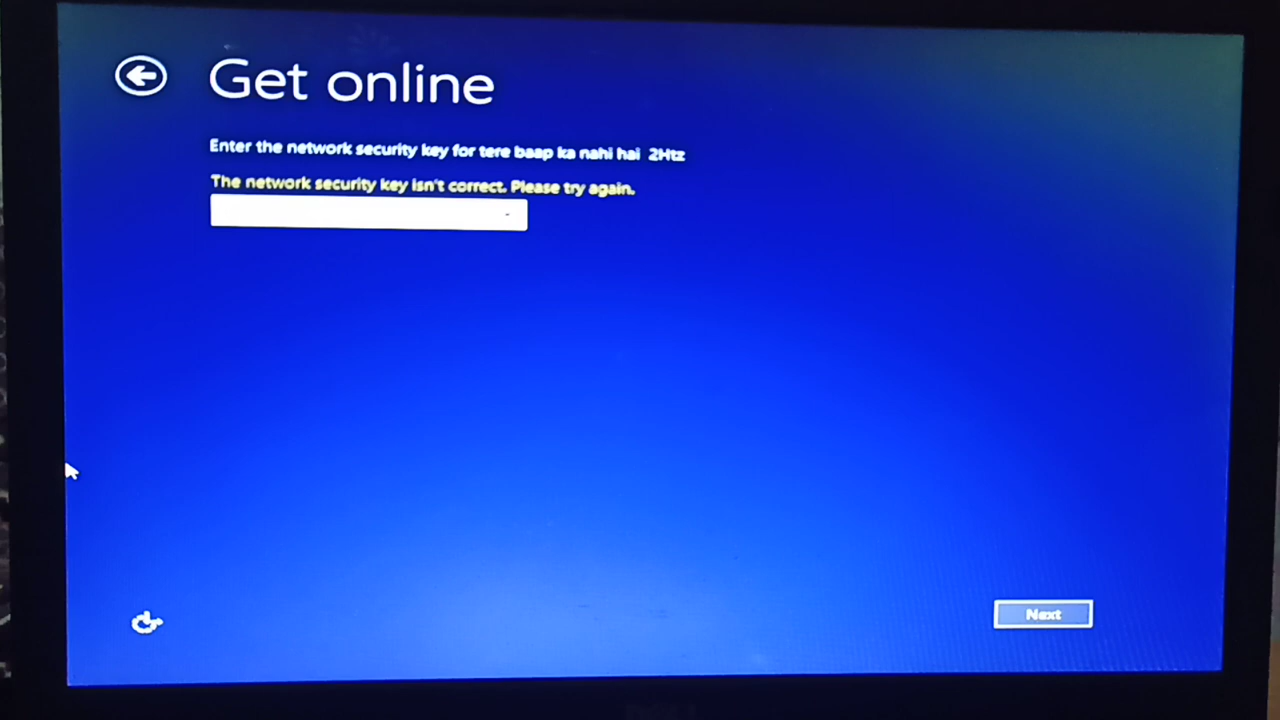 Get online
Enter the network security key for tere baap ka nahi hai 2Htz
The network security key isn't correct. Please try again.
Next